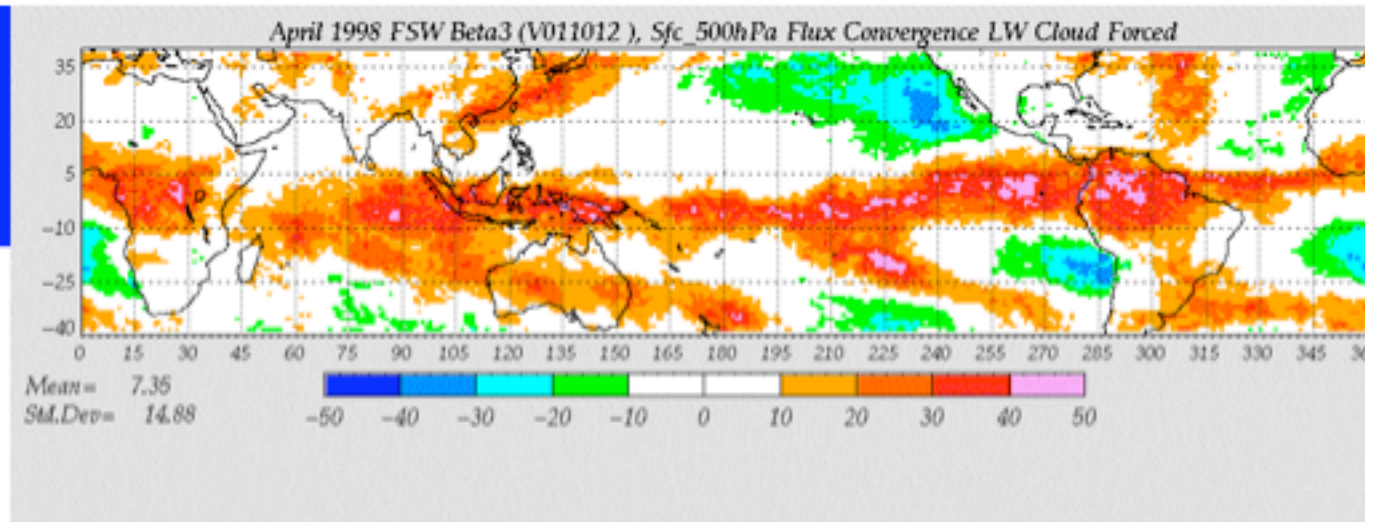 April 1998 FSW Beta3 (V011012 ), Sfc_500hPa Flux Convergence LW Cloud Forced
35
20
5
−10
−25
−40
0 15 30 45 60 75 90 105 120 135 150 165 180 195 210 225 240 255 270 285 300 315 330 345 36
Mean= 7.35
Std.Dev= 14.88
−50 −40 −30 −20 −10 0 10 20 30 40 50